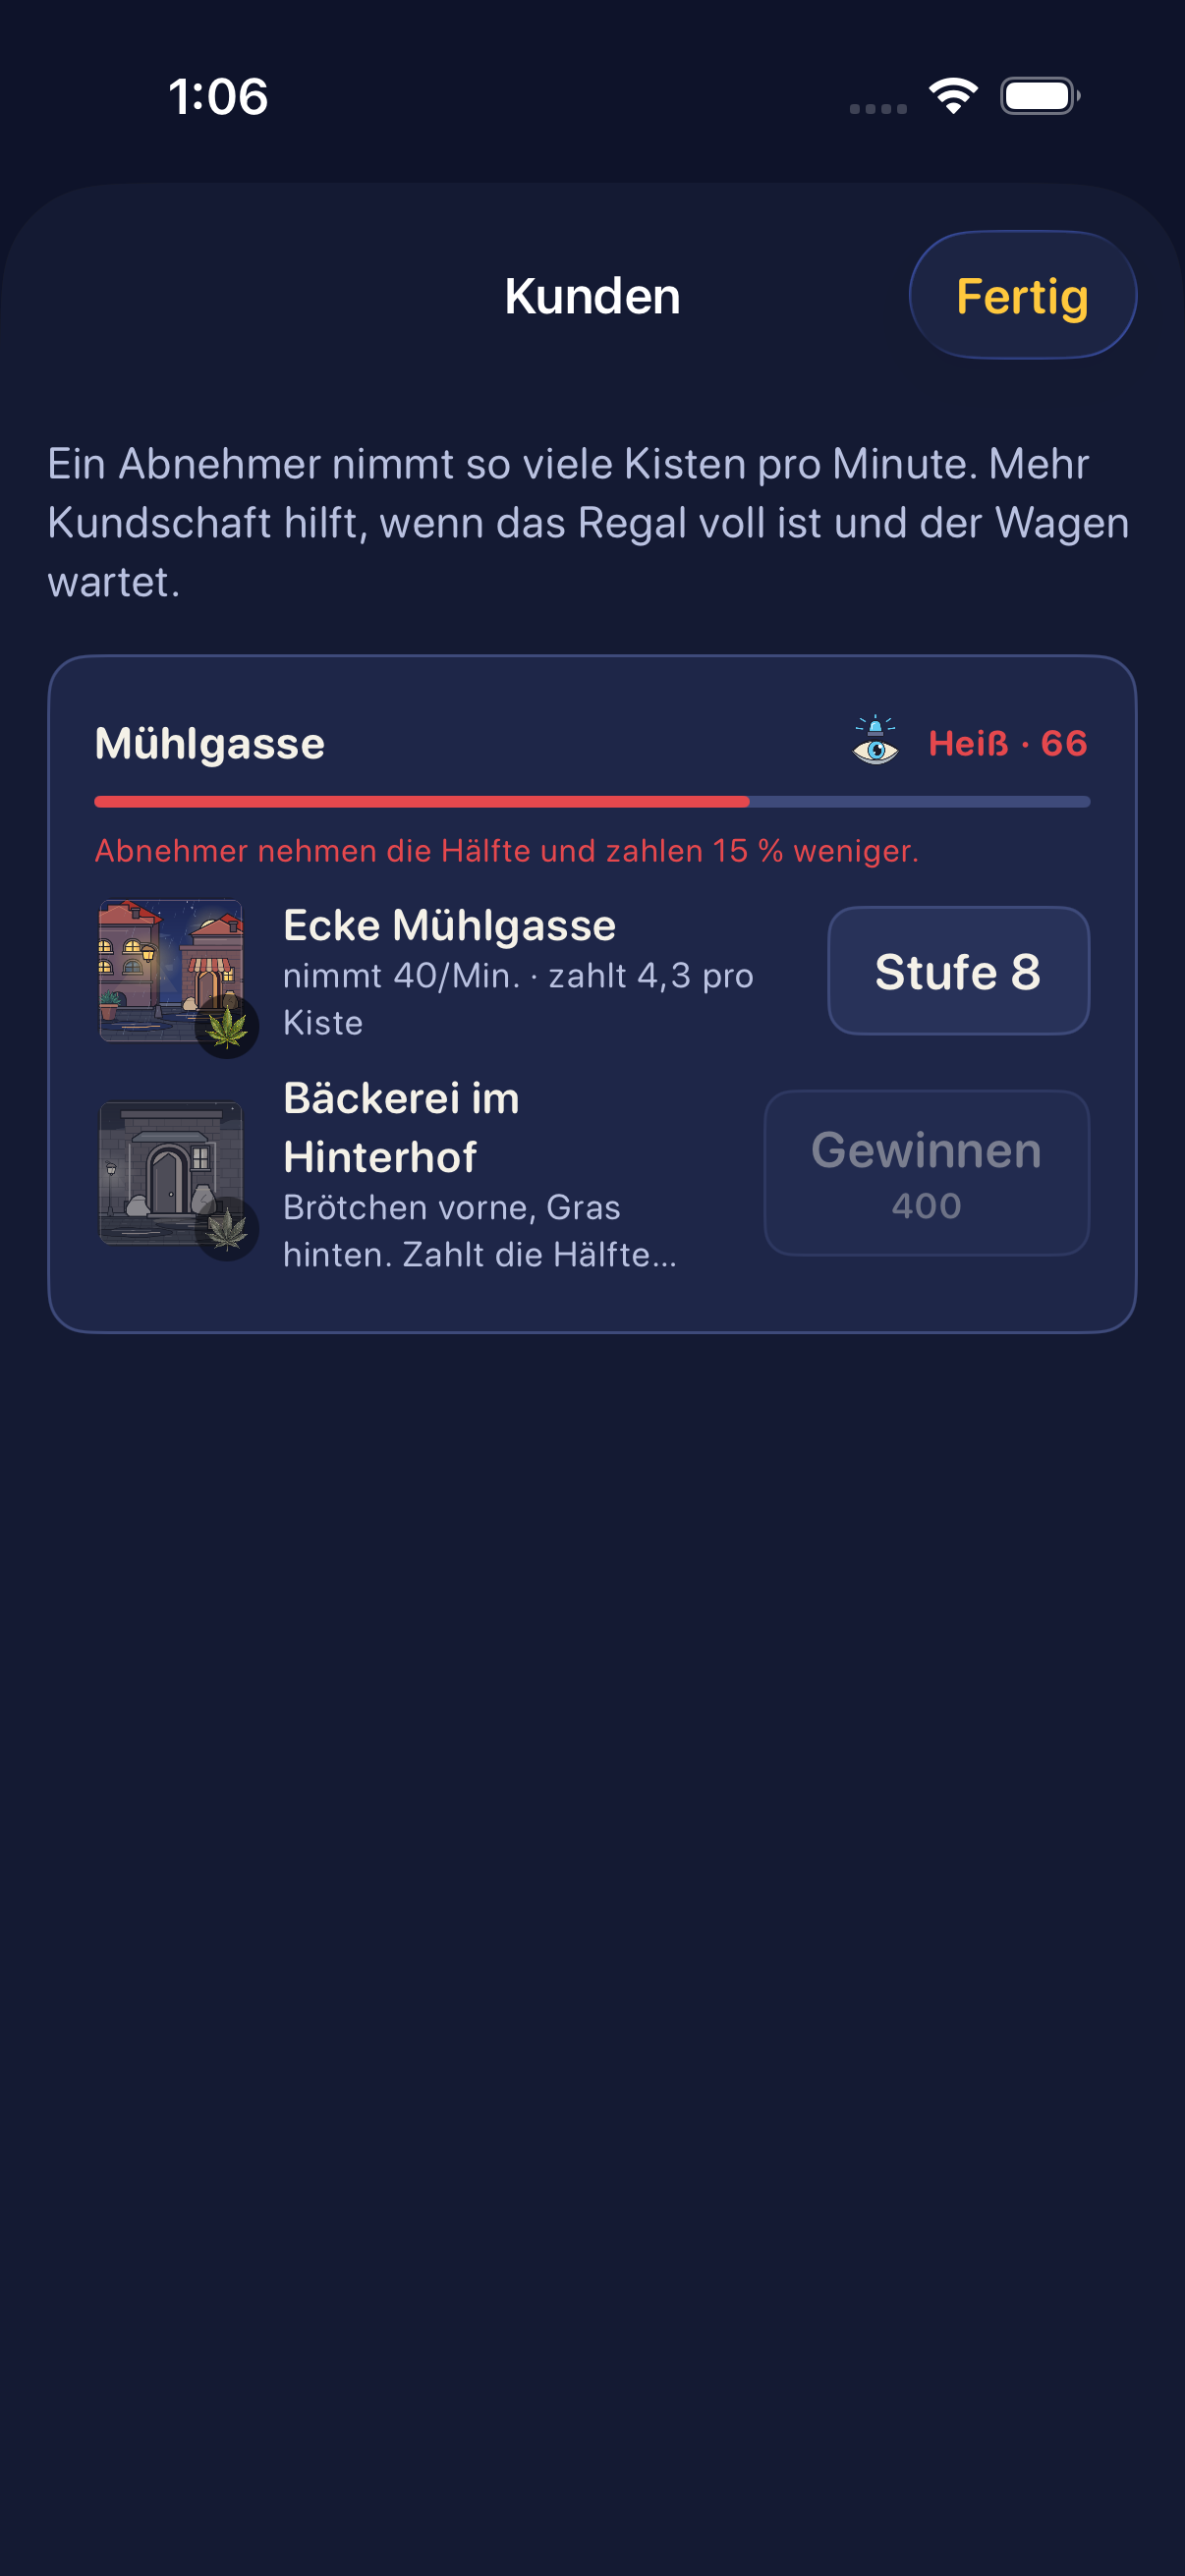 1:06
Kunden
Fertig
Ein Abnehmer nimmt so viele Kisten pro Minute. Mehr
Kundschaft hilft, wenn das Regal voll ist und der Wagen
wartet.
Mühlgasse
Heiß · 66
Abnehmer nehmen die Hälfte und zahlen 15 % weniger.
Ecke Mühlgasse
nimmt 40/Min. · zahlt 4,3 pro
Kiste
Stufe 8
Bäckerei im
Hinterhof
Brötchen vorne, Gras
hinten. Zahlt die Hälfte...
Gewinnen
400